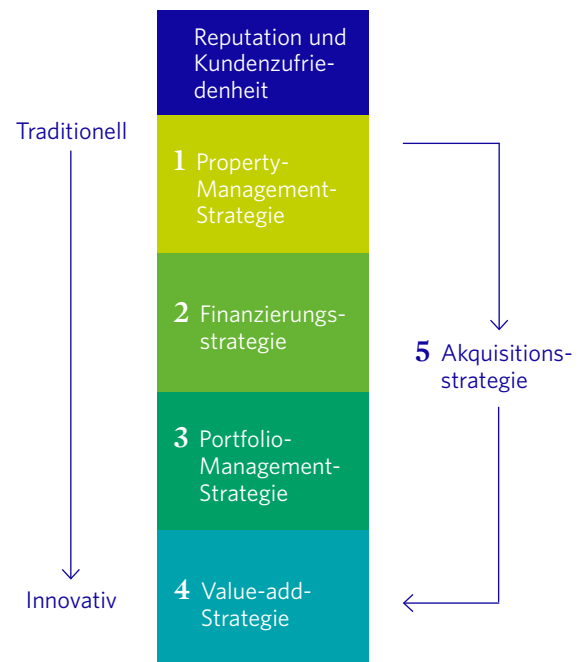 Reputation und
Kundenzufrie-
denheit
Traditionell
1 Property-
Management-
Strategie
2 Finanzierungs-
strategie
5 Akquisitions-
strategie
3 Portfolio-
Management-
Strategie
Innovativ
4 Value-add-
Strategie